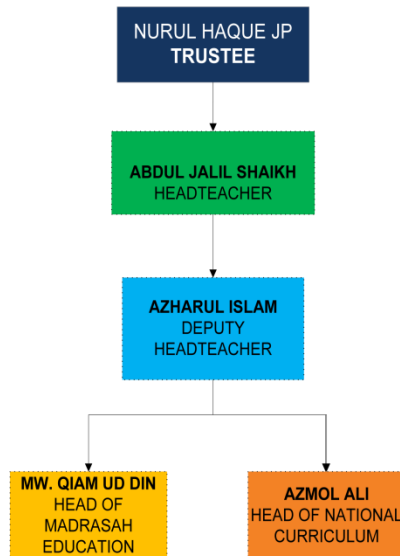 NURUL HAQUE JP
TRUSTEE
ABDUL JALIL SHAIKH
HEADTEACHER
AZHARUL ISLAM
DEPUTY
HEADTEACHER
MW. QIAM UD DIN
HEAD OF
MADRASAH
EDUCATION
AZMOL ALI
HEAD OF NATIONAL
CURRICULUM